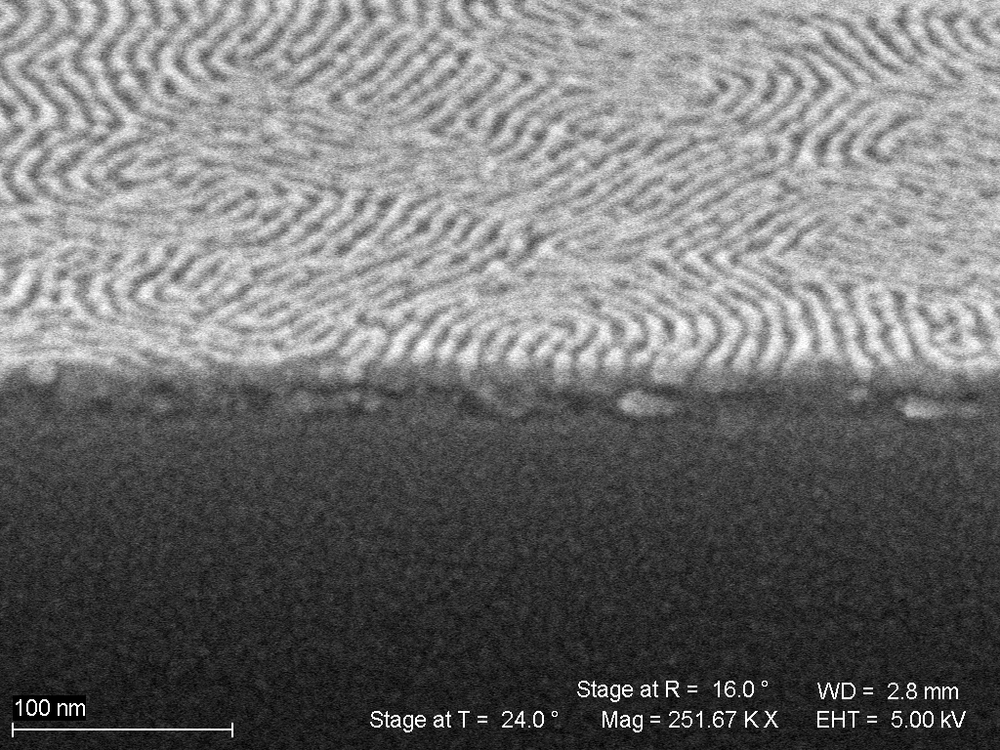 100 nm
Stage at R = 16.0 ° WD = 2.8 mm
Stage at T = 24.0 ° Mag = 251.67 K X EHT = 5.00 kV